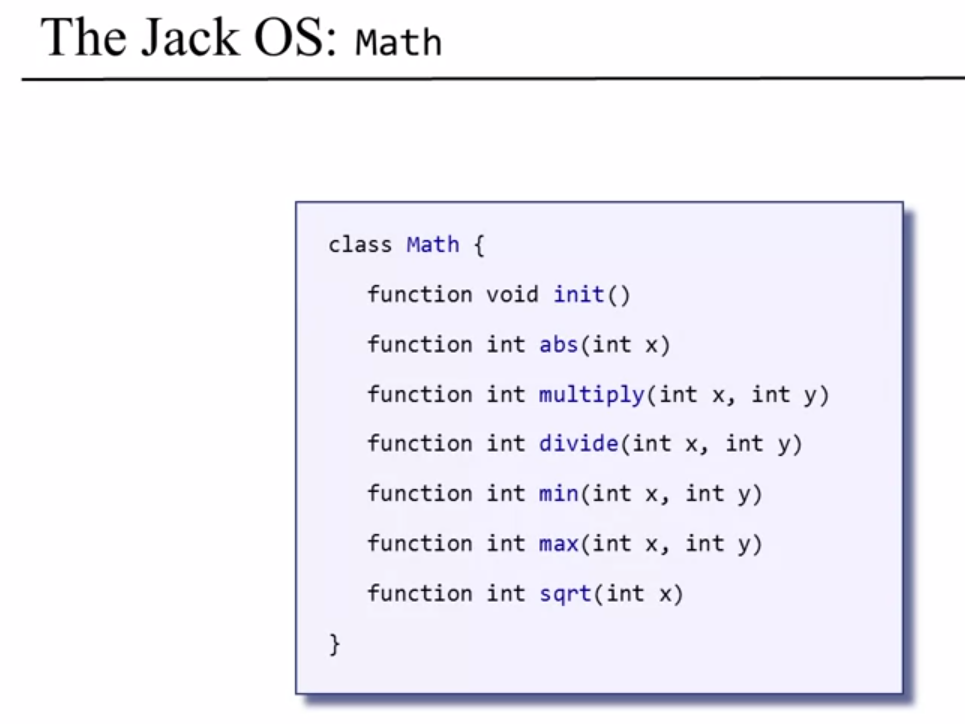 The Jack OS: Math
class Math {
function void init()
function int abs(int x)
function int multiply(int x, int y)
function int divide(int x, int y)
function int min(int x, int y)
function int max(int x, int y)
function int sqrt(int x)
}